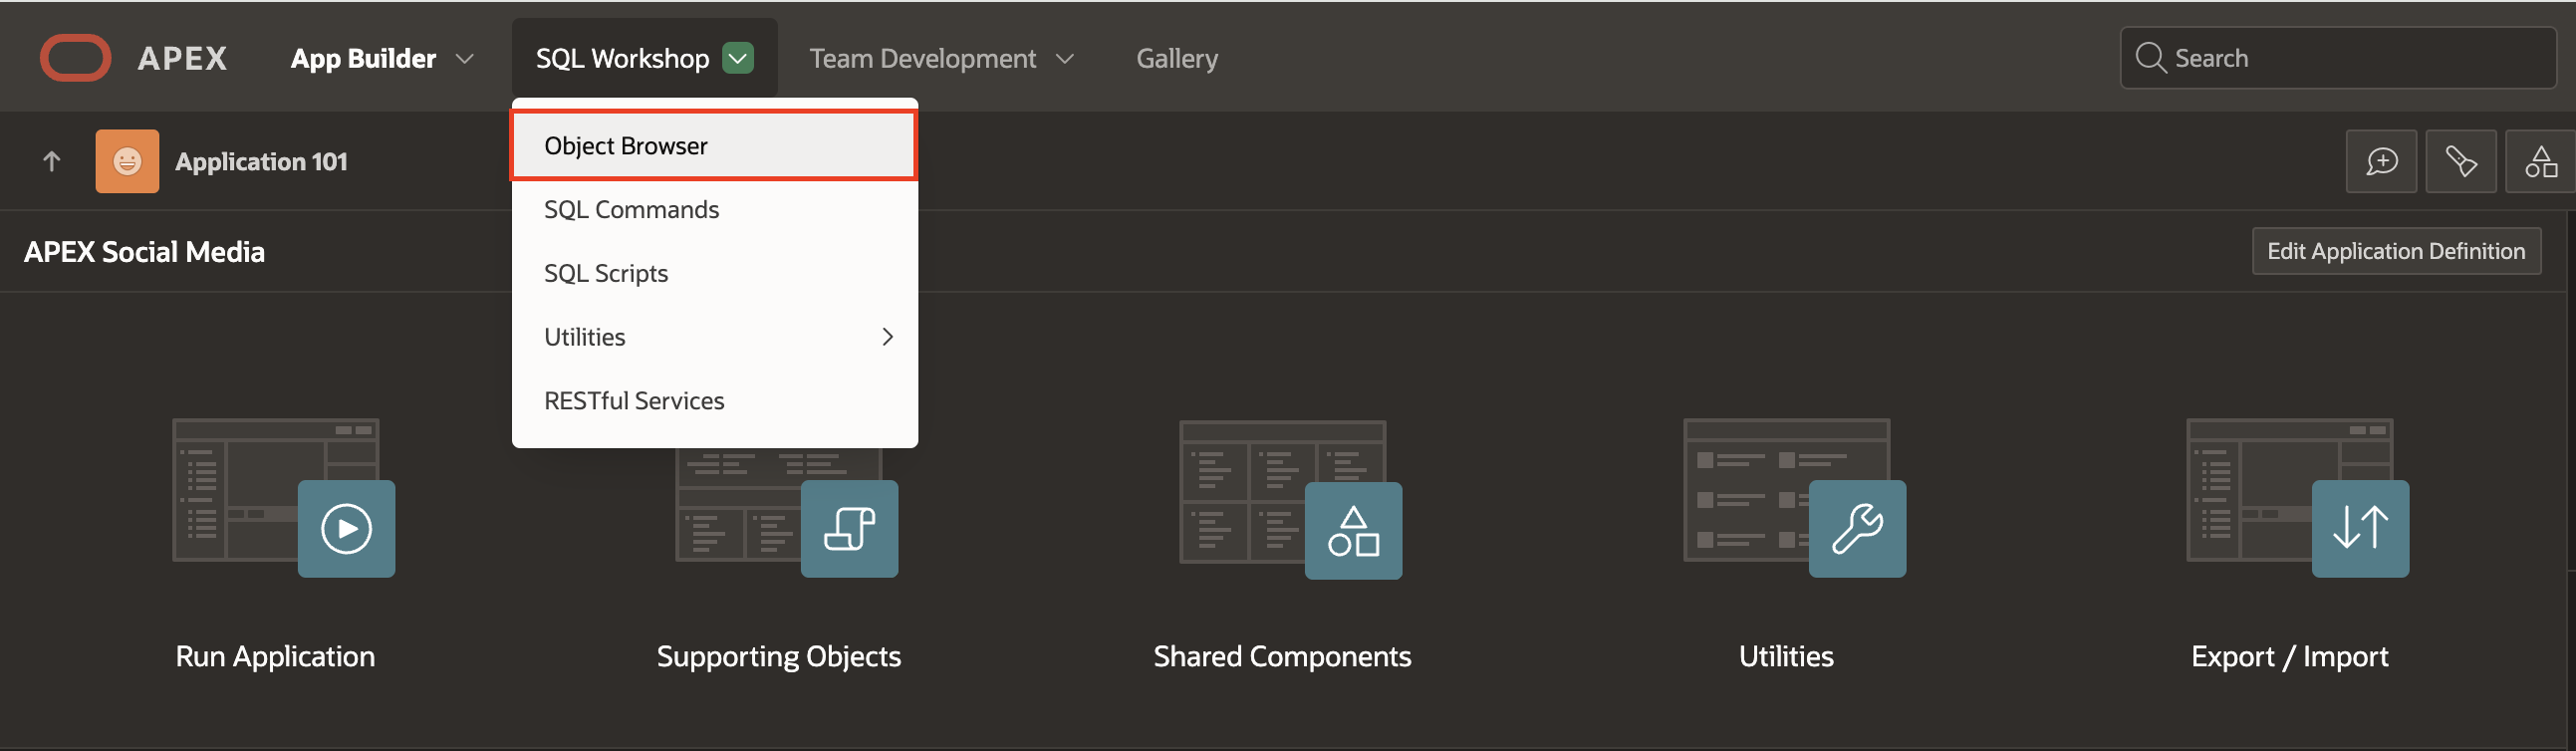 APEX App Builder SQL Workshop Team Development Gallery Search
Application 101
Object Browser
SQL Commands
SQL Scripts
Utilities
RESTful Services
APEX Social Media
Edit Application Definition
Run Application
Supporting Objects
Shared Components
Utilities
Export / Import